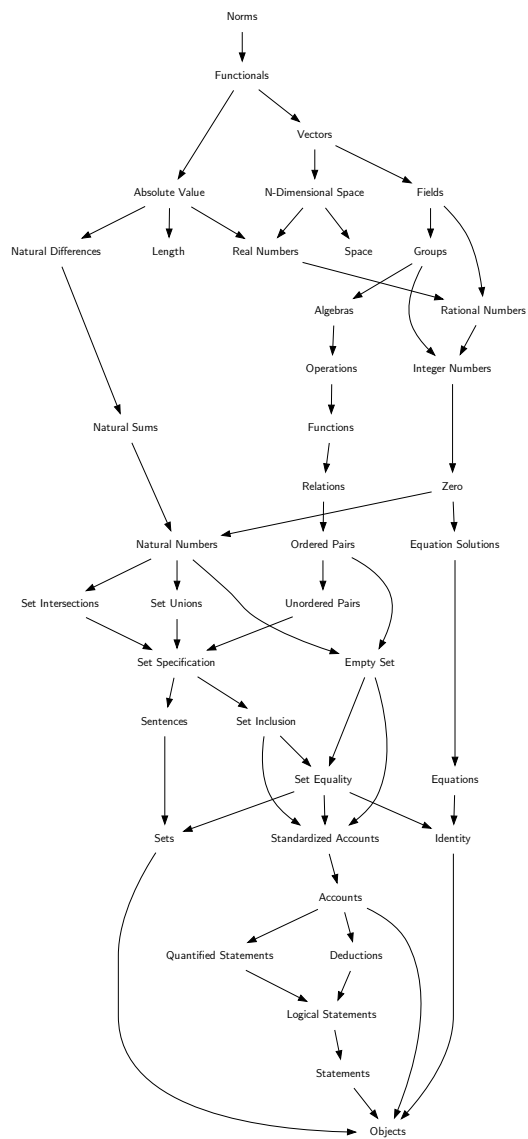 Norms
Functionals
Vectors
Absolute Value
N-Dimensional Space
Fields
Natural Differences
Length
Real Numbers
Space
Groups
Algebras
Rational Numbers
Operations
Integer Numbers
Natural Sums
Functions
Relations
Zero
Natural Numbers
Ordered Pairs
Equation Solutions
Set Intersections
Set Unions
Unordered Pairs
Set Specification
Empty Set
Sentences
Set Inclusion
Set Equality
Equations
Sets
Standardized Accounts
Identity
Accounts
Quantified Statements
Deductions
Logical Statements
Statements
Objects